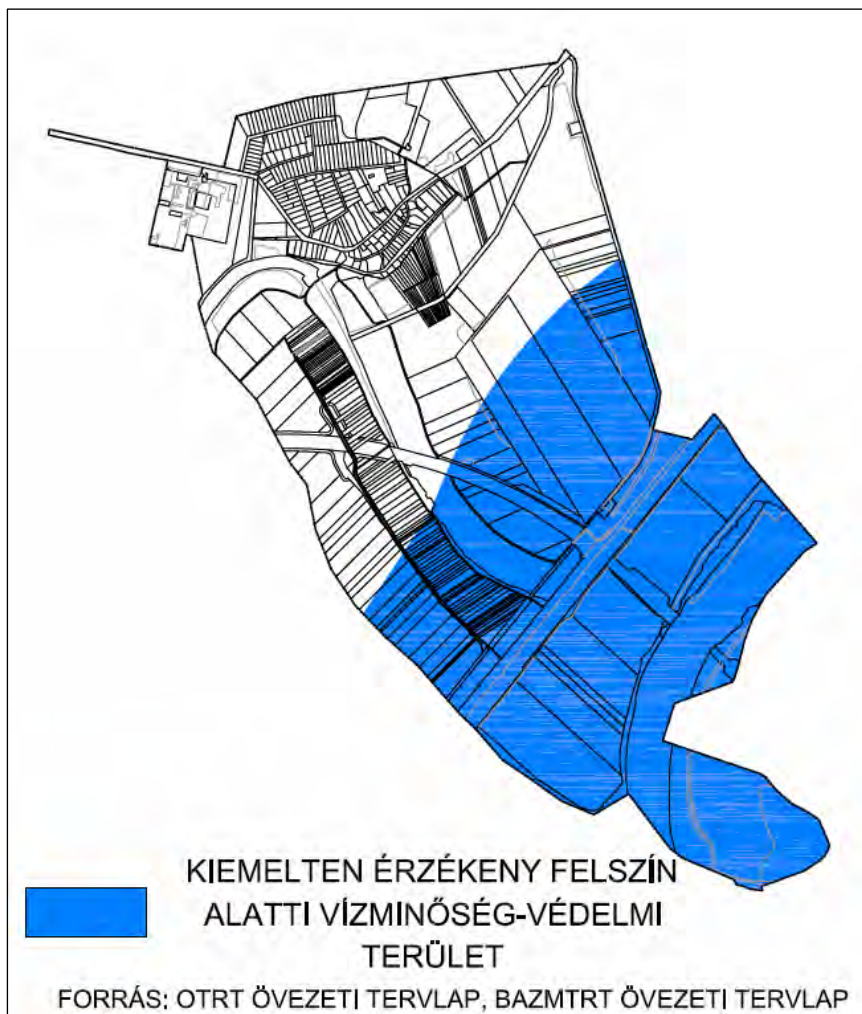 KIEMELTEN ÉRZÉKENY FELSZÍN
ALATTI VÍZMINŐSÉG-VÉDELMI
TERÜLET
FORRÁS: OTRT ÖVEZETI TERVLAP, BAZMTRT ÖVEZETI TERVLAP